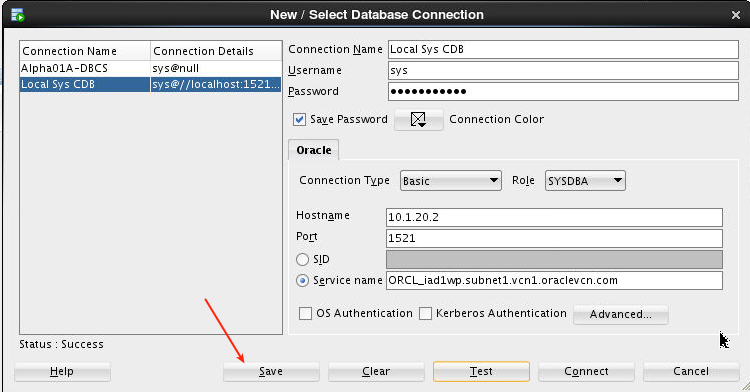 New / Select Database Connection
Connection Name Connection Details
Alpha01A-DBCS sys@null
Local Sys CDB sys@//localhost:1521...
Connection Name Local Sys CDB
Username sys
Password ●●●●●●●●●●●
Save Password Connection Color
Oracle
Connection Type Basic Role SYSDBA
Hostname 10.1.20.2
Port 1521
SID
Service name ORCL_iad1wp.subnet1.vcn1.oraclevcn.com
OS Authentication Kerberos Authentication Advanced...
Status : Success
Help Save Clear Test Connect Cancel